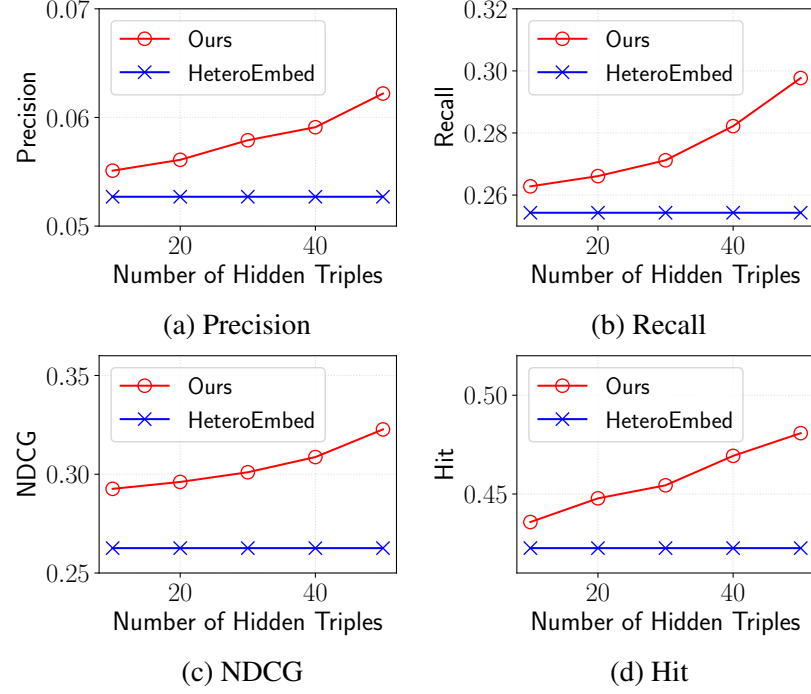 0.07
0.06
0.05
Precision
Ours
HeteroEmbed
20
40
Number of Hidden Triples
(a) Precision
0.32
0.30
0.28
0.26
Recall
Ours
HeteroEmbed
20
40
Number of Hidden Triples
(b) Recall
0.35
0.30
0.25
NDCG
Ours
HeteroEmbed
20
40
Number of Hidden Triples
(c) NDCG
0.50
0.45
Hit
Ours
HeteroEmbed
20
40
Number of Hidden Triples
(d) Hit